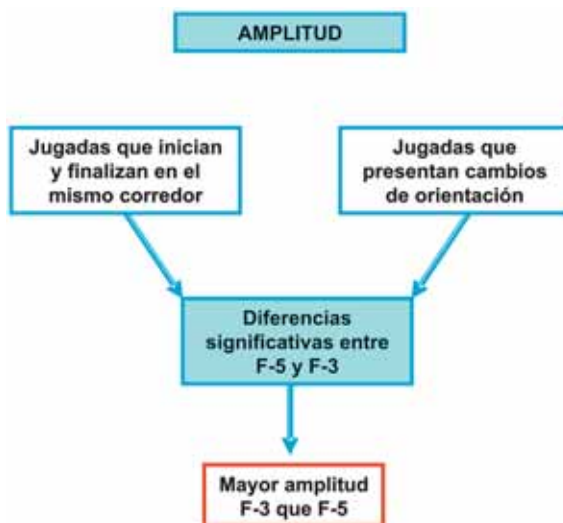 AMPLITUD
Jugadas que inician
y finalizan en el
mismo corredor
Jugadas que
presentan cambios
de orientación
Diferencias
significativas entre
F-5 y F-3
Mayor amplitud
F-3 que F-5